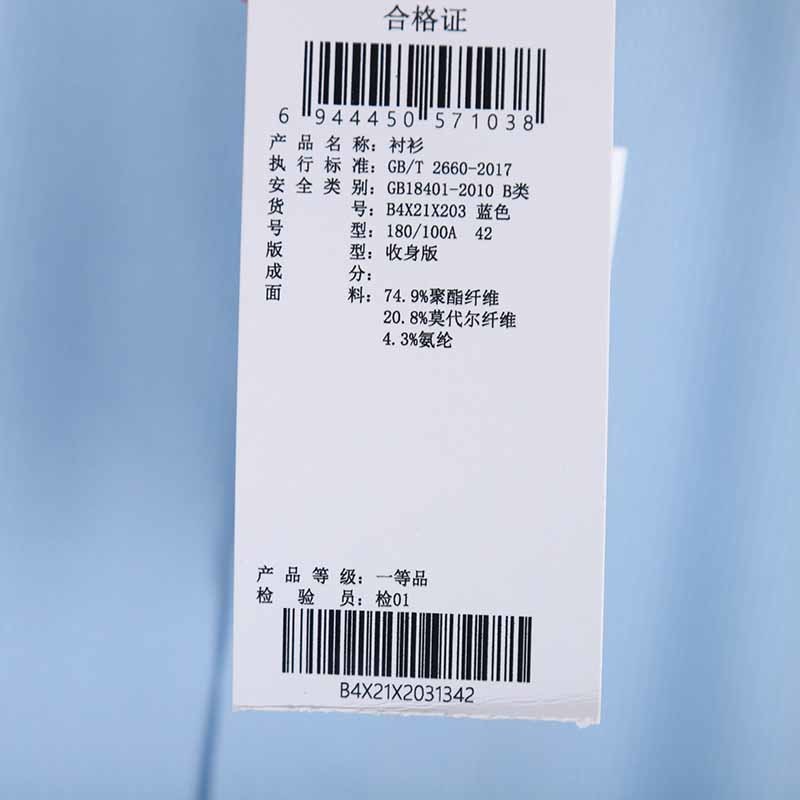 合格证
6 944450 571038
产品名称：衬衫
执行标准：GB/T 2660-2017
安全类别：GB18401-2010 B类
货号：B4X21X203 蓝色
号型：180/100A 42
版型：收身版
成分：
面料：74.9%聚酯纤维
20.8%莫代尔纤维
4.3%氨纶
产品等级：一等品
检验员：检01
B4X21X2031342